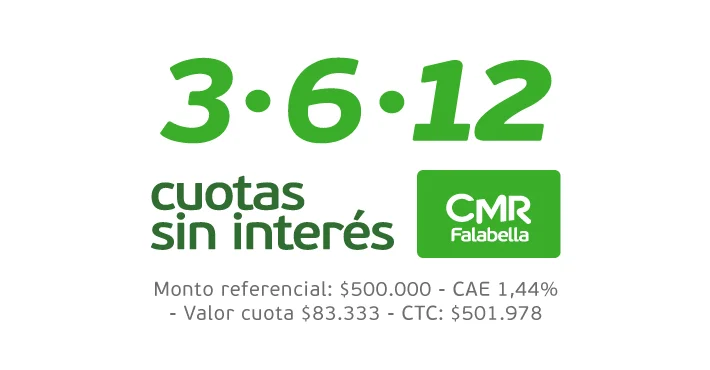 3·6·12
cuotas
sin interés
CMR
Falabella
Monto referencial: $500.000 - CAE 1,44%
- Valor cuota $83.333 - CTC: $501.978